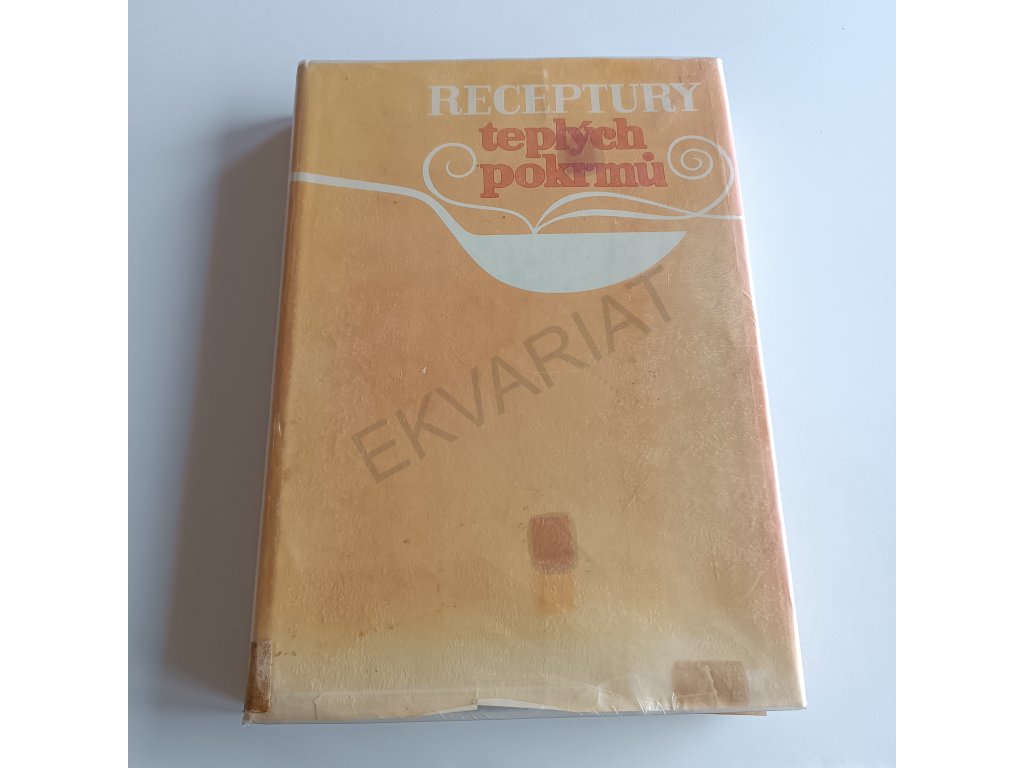 RECEPTURY
teplých
pokrmů
EKVARIAT